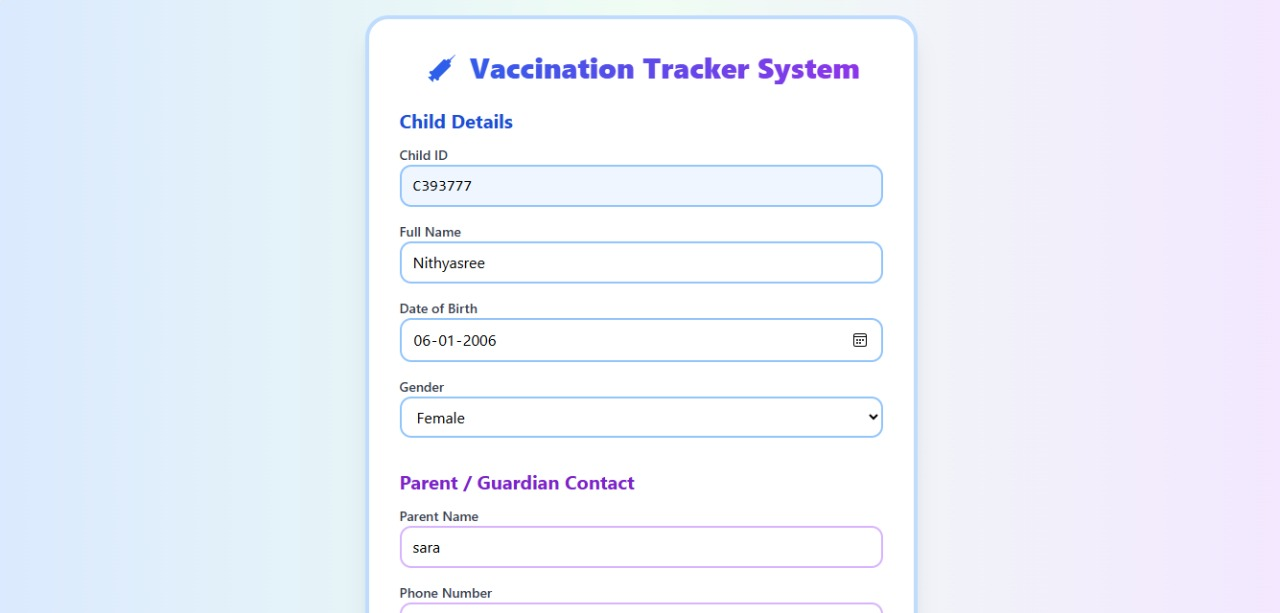 Vaccination Tracker System
Child Details
Child ID
C393777
Full Name
Nithyasree
Date of Birth
06-01-2006
Gender
Female
Parent / Guardian Contact
Parent Name
sara
Phone Number